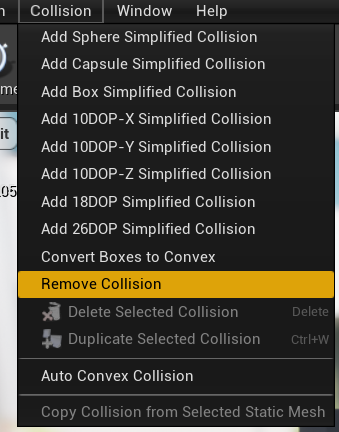 n Collision Window Help
Add Sphere Simplified Collision
me Add Capsule Simplified Collision
Add Box Simplified Collision
Add 10DOP-X Simplified Collision
it Add 10DOP-Y Simplified Collision
Add 10DOP-Z Simplified Collision
.05 Add 18DOP Simplified Collision
Add 26DOP Simplified Collision
Convert Boxes to Convex
Remove Collision
Delete Selected Collision Delete
Duplicate Selected Collision Ctrl+W
Auto Convex Collision
Copy Collision from Selected Static Mesh